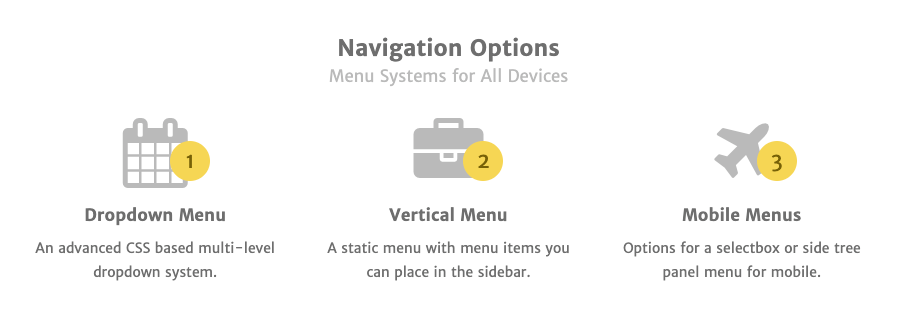 Navigation Options
Menu Systems for All Devices
1
2
3
Dropdown Menu
An advanced CSS based multi-level
dropdown system.
Vertical Menu
A static menu with menu items you
can place in the sidebar.
Mobile Menus
Options for a selectbox or side tree
panel menu for mobile.